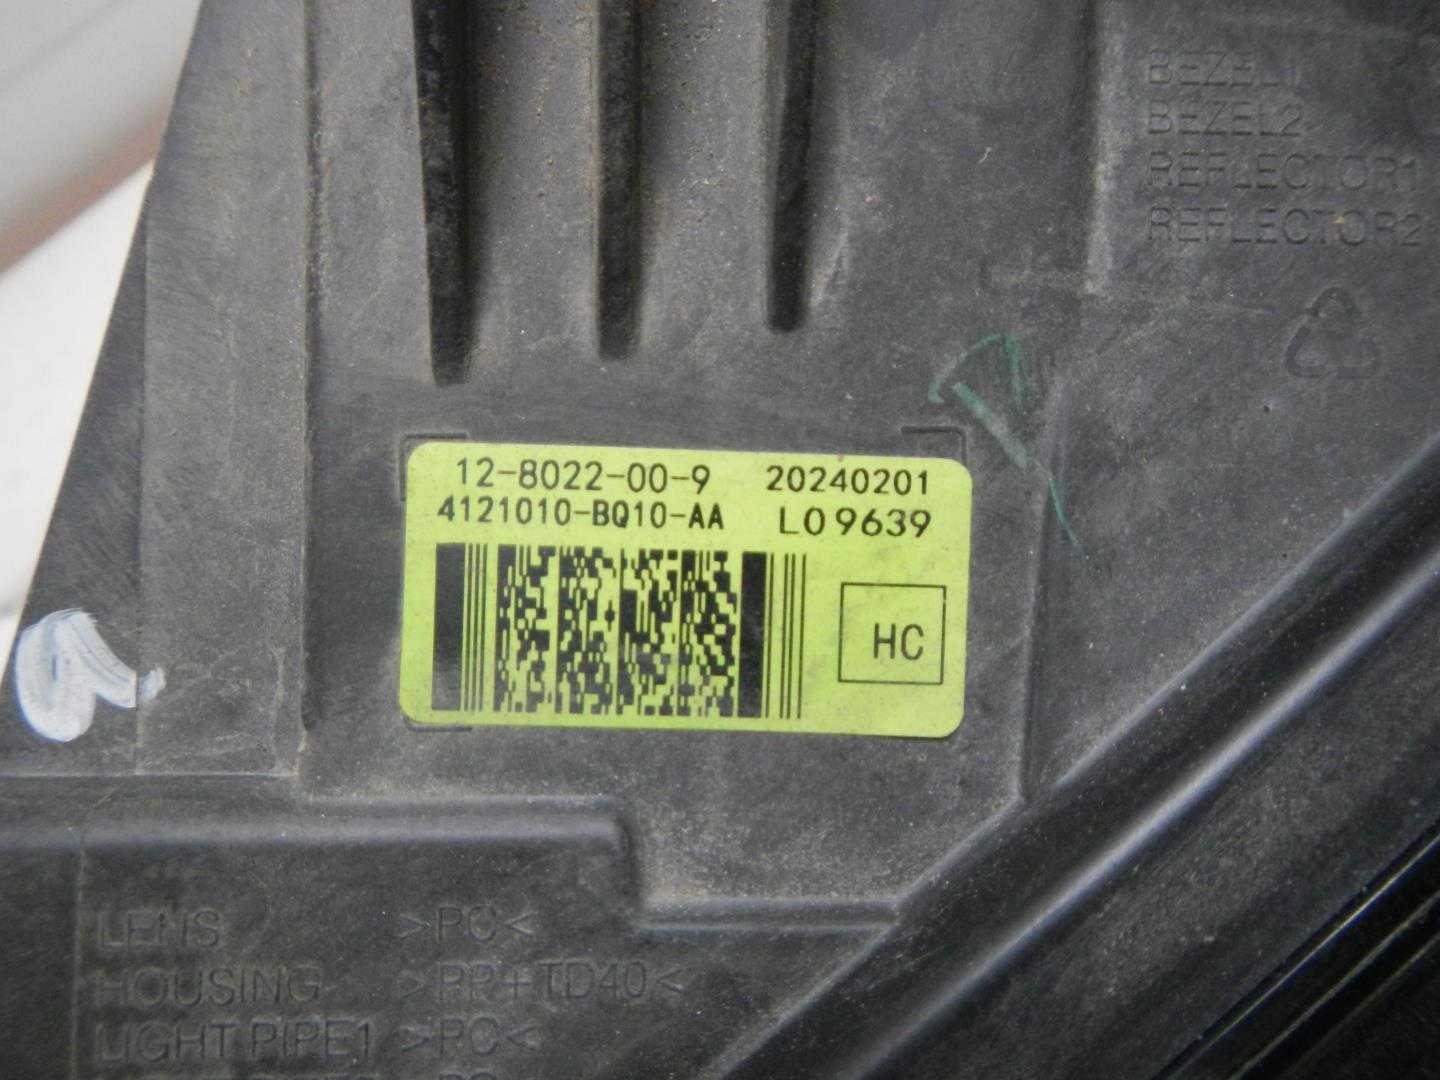 BEZEL1
BEZEL2
REFLECTOR1
REFLECTOR2
12-8022-00-9 20240201
4121010-BQ10-AA L09639
HC
LENS >PC<
HOUSING >PP+TD40<
LIGHT PIPE1 >PC<